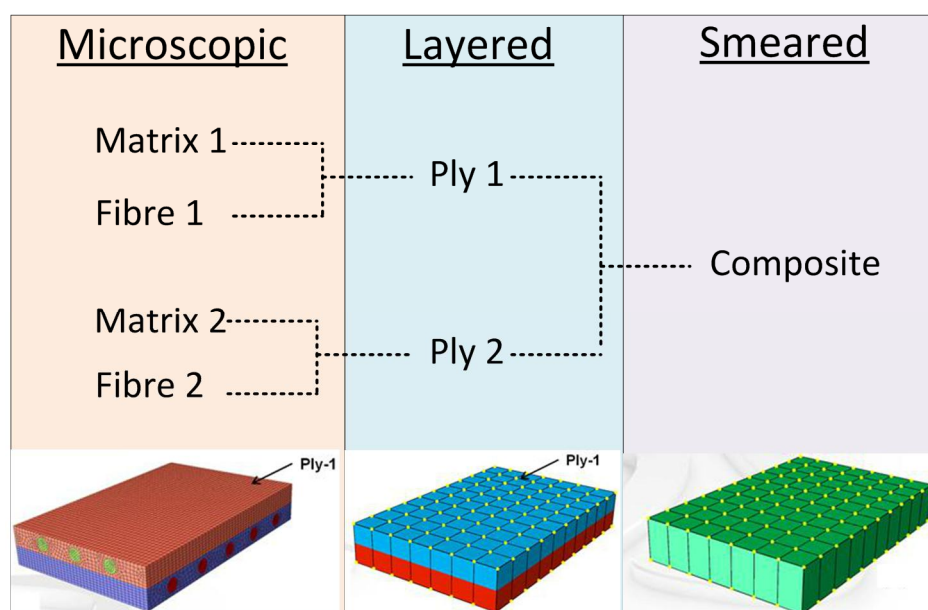 Microscopic
Layered
Smeared
Matrix 1
Fibre 1
Ply 1
Composite
Matrix 2
Fibre 2
Ply 2
Ply-1
Ply-1